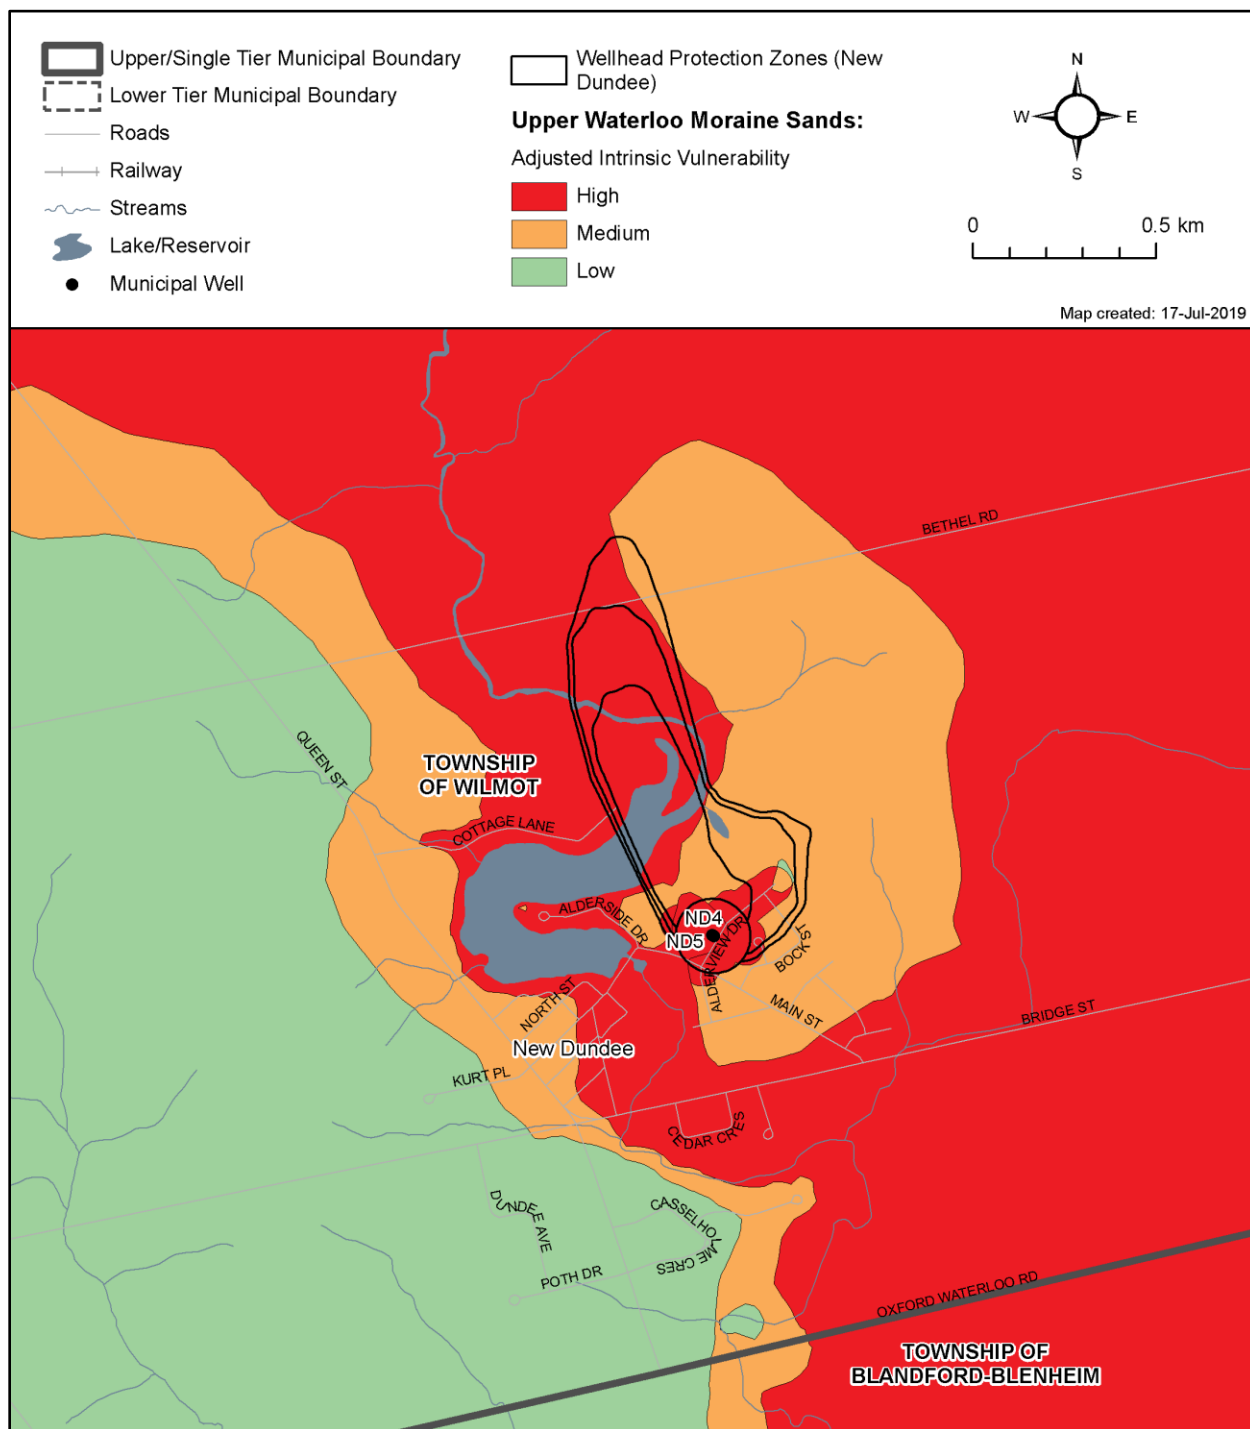 Upper/Single Tier Municipal Boundary
Lower Tier Municipal Boundary
Roads
Railway
Streams
Lake/Reservoir
Municipal Well
Wellhead Protection Zones (New
Dundee)
Upper Waterloo Moraine Sands:
Adjusted Intrinsic Vulnerability
High
Medium
Low
N
W
E
S
0
0.5 km
Map created: 17-Jul-2019
BETHEL RD
QUEEN ST
TOWNSHIP
OF WILMOT
COTTAGE LANE
ALDERSIDE DR
ND4
ND5
ALDERVIEW DR
BOCK ST
MAIN ST
NORTH ST
New Dundee
BRIDGE ST
KURT PL
CEDAR CRES
DUNDEE AVE
CASSELHOLME CRES
POTH DR
OXFORD WATERLOO RD
TOWNSHIP OF
BLANDFORD-BLENHEIM